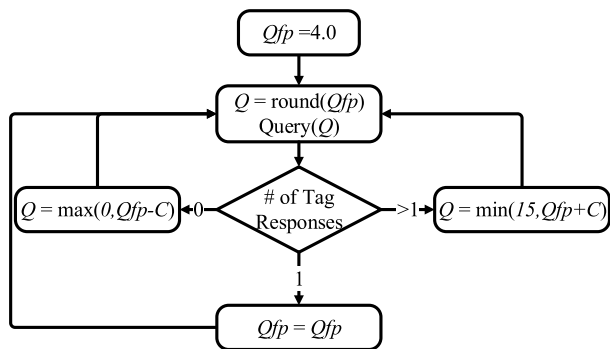 Qfp =4.0
Q = round(Qfp)
Query(Q)
# of Tag
Responses
0
Q = max(0,Qfp-C)
>1
Q = min(15,Qfp+C)
1
Qfp = Qfp